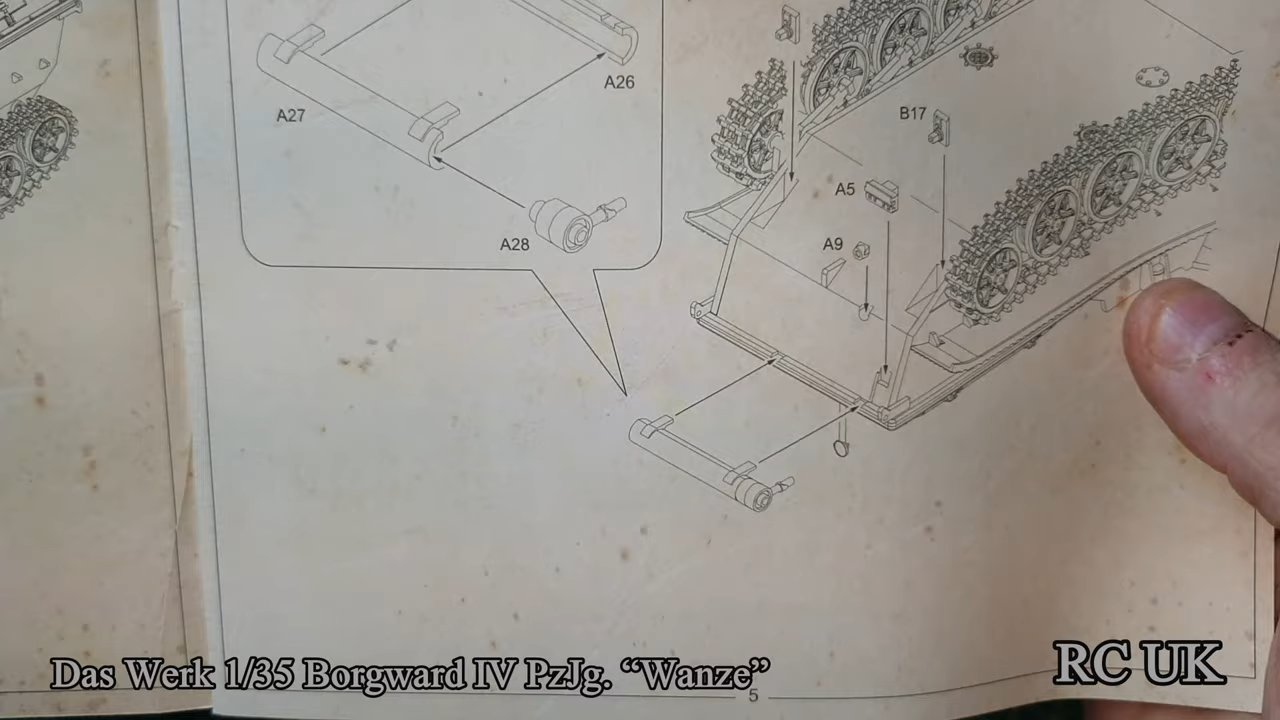 A26
A27
B17
A5
A28
A9
Das Werk 1/35 Borgward IV PzJg. “Wanze”
RC UK
5